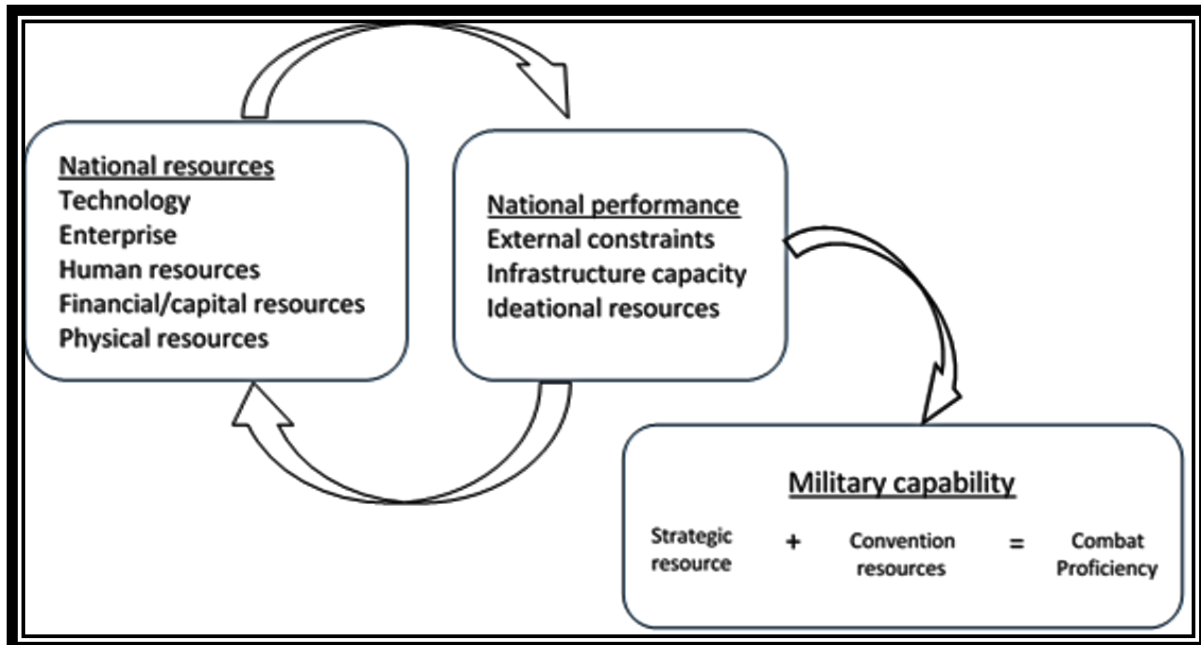 National resources
Technology
Enterprise
Human resources
Financial/capital resources
Physical resources
National performance
External constraints
Infrastructure capacity
Ideational resources
Military capability
Strategic + Convention = Combat
resource resources Proficiency